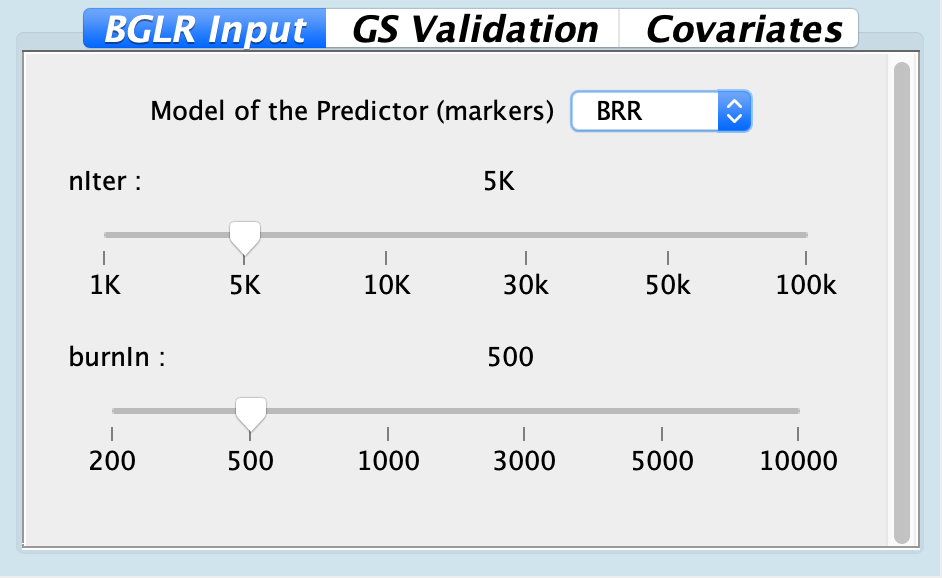 BGLR Input GS Validation Covariates
Model of the Predictor (markers) BRR
nIter : 5K
1K 5K 10K 30k 50k 100k
burnIn : 500
200 500 1000 3000 5000 10000